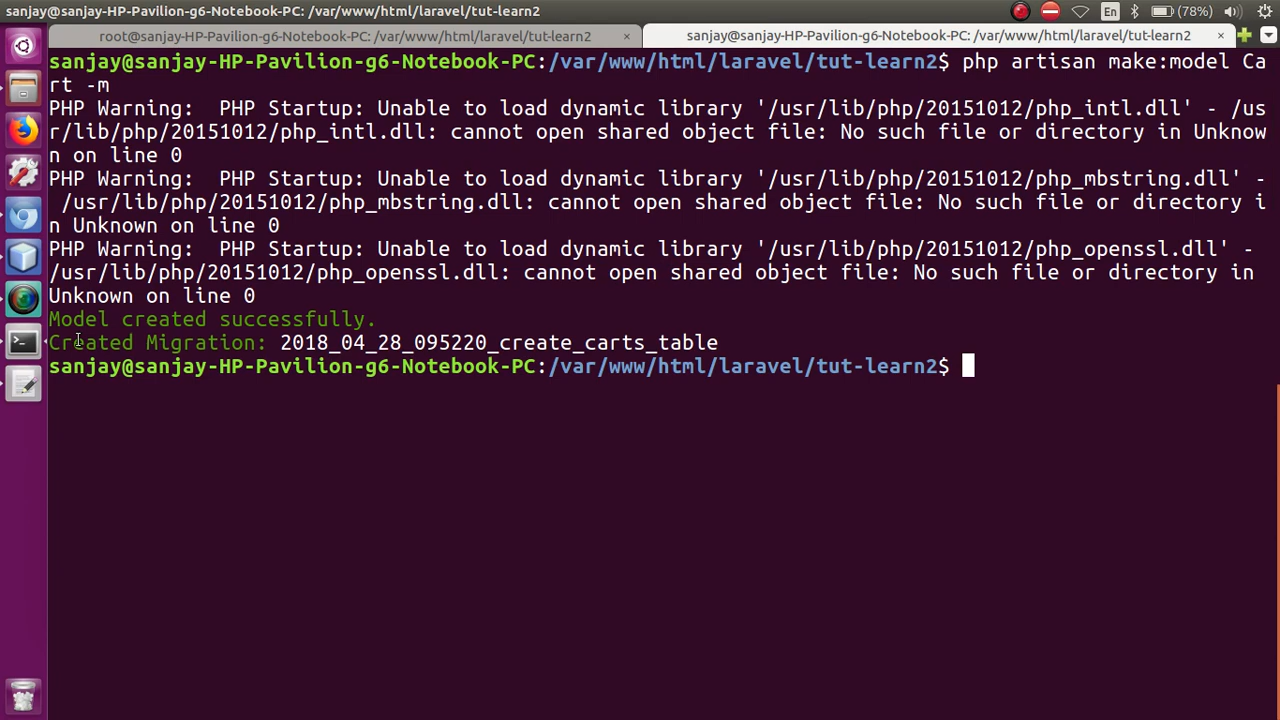 sanjay@sanjay-HP-Pavilion-g6-Notebook-PC: /var/www/html/laravel/tut-learn2
En
(78%)
root@sanjay-HP-Pavilion-g6-Notebook-PC: /var/www/html/laravel/tut-learn2 ×
sanjay@sanjay-HP-Pavilion-g6-Notebook-PC: /var/www/html/laravel/tut-learn2 ×
sanjay@sanjay-HP-Pavilion-g6-Notebook-PC:/var/www/html/laravel/tut-learn2$ php artisan make:model Ca
rt -m
PHP Warning:  PHP Startup: Unable to load dynamic library '/usr/lib/php/20151012/php_intl.dll' - /us
r/lib/php/20151012/php_intl.dll: cannot open shared object file: No such file or directory in Unknow
n on line 0
PHP Warning:  PHP Startup: Unable to load dynamic library '/usr/lib/php/20151012/php_mbstring.dll' -
 /usr/lib/php/20151012/php_mbstring.dll: cannot open shared object file: No such file or directory i
n Unknown on line 0
PHP Warning:  PHP Startup: Unable to load dynamic library '/usr/lib/php/20151012/php_openssl.dll' -
/usr/lib/php/20151012/php_openssl.dll: cannot open shared object file: No such file or directory in
Unknown on line 0
Model created successfully.
Created Migration: 2018_04_28_095220_create_carts_table
sanjay@sanjay-HP-Pavilion-g6-Notebook-PC:/var/www/html/laravel/tut-learn2$